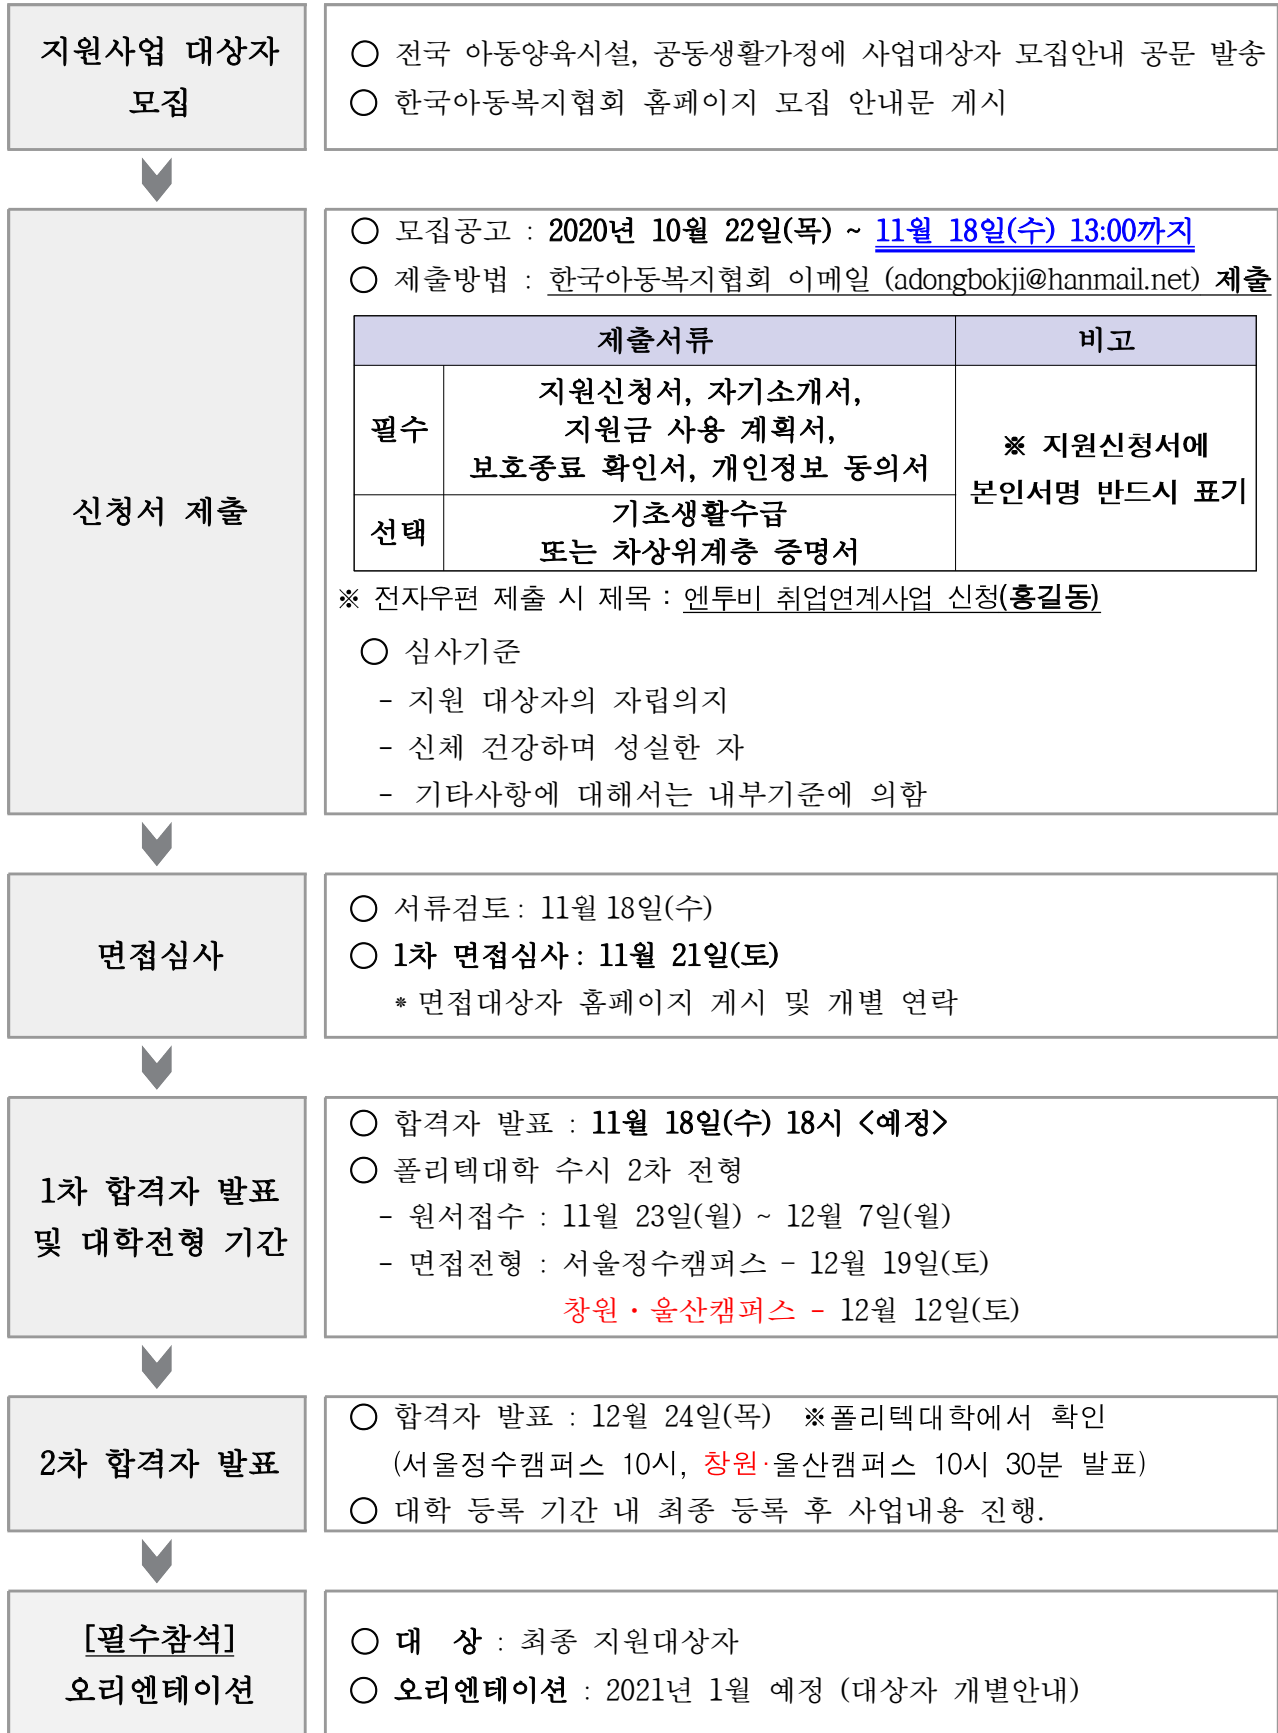 지원사업 대상자
모집
○ 전국 아동양육시설, 공동생활가정에 사업대상자 모집안내 공문 발송
○ 한국아동복지협회 홈페이지 모집 안내문 게시
신청서 제출
○ 모집공고 : 2020년 10월 22일(목) ~ 11월 18일(수) 13:00까지
○ 제출방법 : 한국아동복지협회 이메일 (adongbokji@hanmail.net) 제출
제출서류 비고
필수
지원신청서, 자기소개서,
지원금 사용 계획서,
보호종료 확인서, 개인정보 동의서
※ 지원신청서에
본인서명 반드시 표기
선택
기초생활수급
또는 차상위계층 증명서
※ 전자우편 제출 시 제목 : 엔투비 취업연계사업 신청(홍길동)
○ 심사기준
- 지원 대상자의 자립의지
- 신체 건강하며 성실한 자
- 기타사항에 대해서는 내부기준에 의함
면접심사
○ 서류검토 : 11월 18일(수)
○ 1차 면접심사 : 11월 21일(토)
* 면접대상자 홈페이지 게시 및 개별 연락
1차 합격자 발표
및 대학전형 기간
○ 합격자 발표 : 11월 18일(수) 18시 <예정>
○ 폴리텍대학 수시 2차 전형
- 원서접수 : 11월 23일(월) ~ 12월 7일(월)
- 면접전형 : 서울정수캠퍼스 - 12월 19일(토)
창원・울산캠퍼스 - 12월 12일(토)
2차 합격자 발표
○ 합격자 발표 : 12월 24일(목) ※폴리텍대학에서 확인
(서울정수캠퍼스 10시, 창원·울산캠퍼스 10시 30분 발표)
○ 대학 등록 기간 내 최종 등록 후 사업내용 진행.
[필수참석]
오리엔테이션
○ 대 상 : 최종 지원대상자
○ 오리엔테이션 : 2021년 1월 예정 (대상자 개별안내)